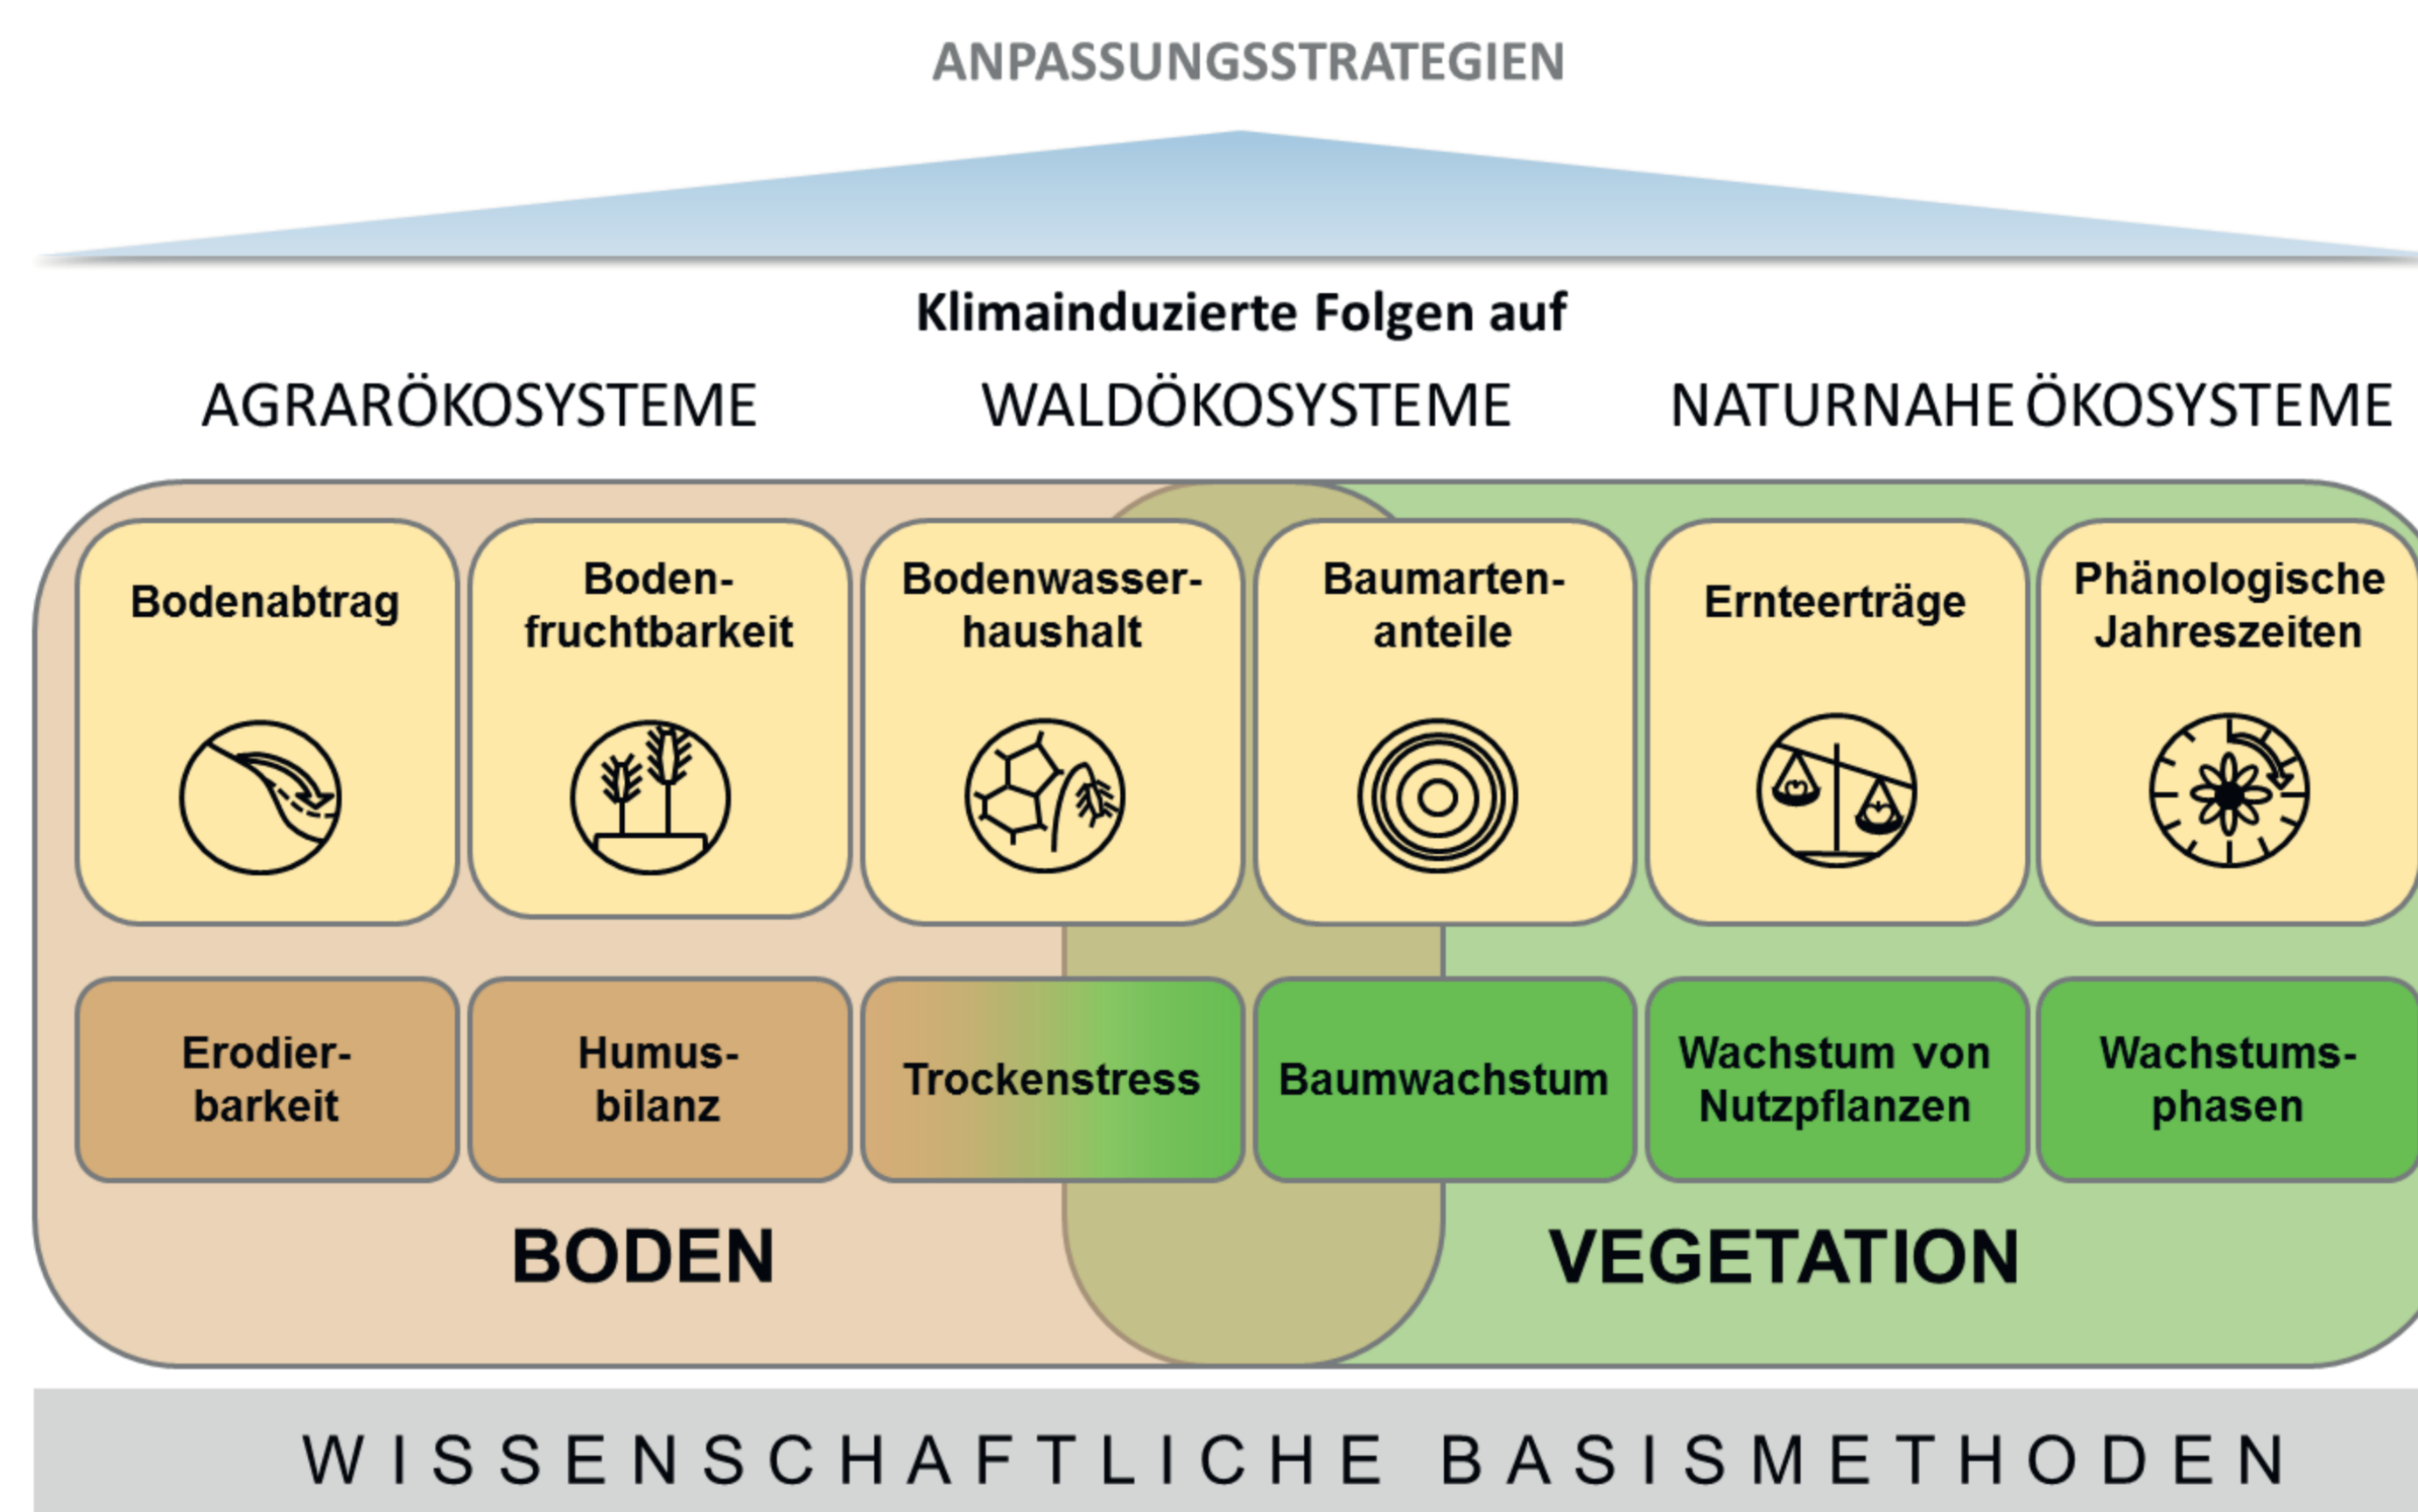 ANPASSUNGSSTRATEGIEN
Klimainduzierte Folgen auf
AGRARÖKOSYSTEME
WALDÖKOSYSTEME
NATURNAHE ÖKOSYSTEME
Bodenabtrag
Boden-
fruchtbarkeit
Bodenwasser-
haushalt
Baumarten-
anteile
Ernteerträge
Phänologische
Jahreszeiten
Erodier-
barkeit
Humus-
bilanz
Trockenstress
Baumwachstum
Wachstum von
Nutzpflanzen
Wachstums-
phasen
BODEN
VEGETATION
WISSENSCHAFTLICHE BASISMETHODEN